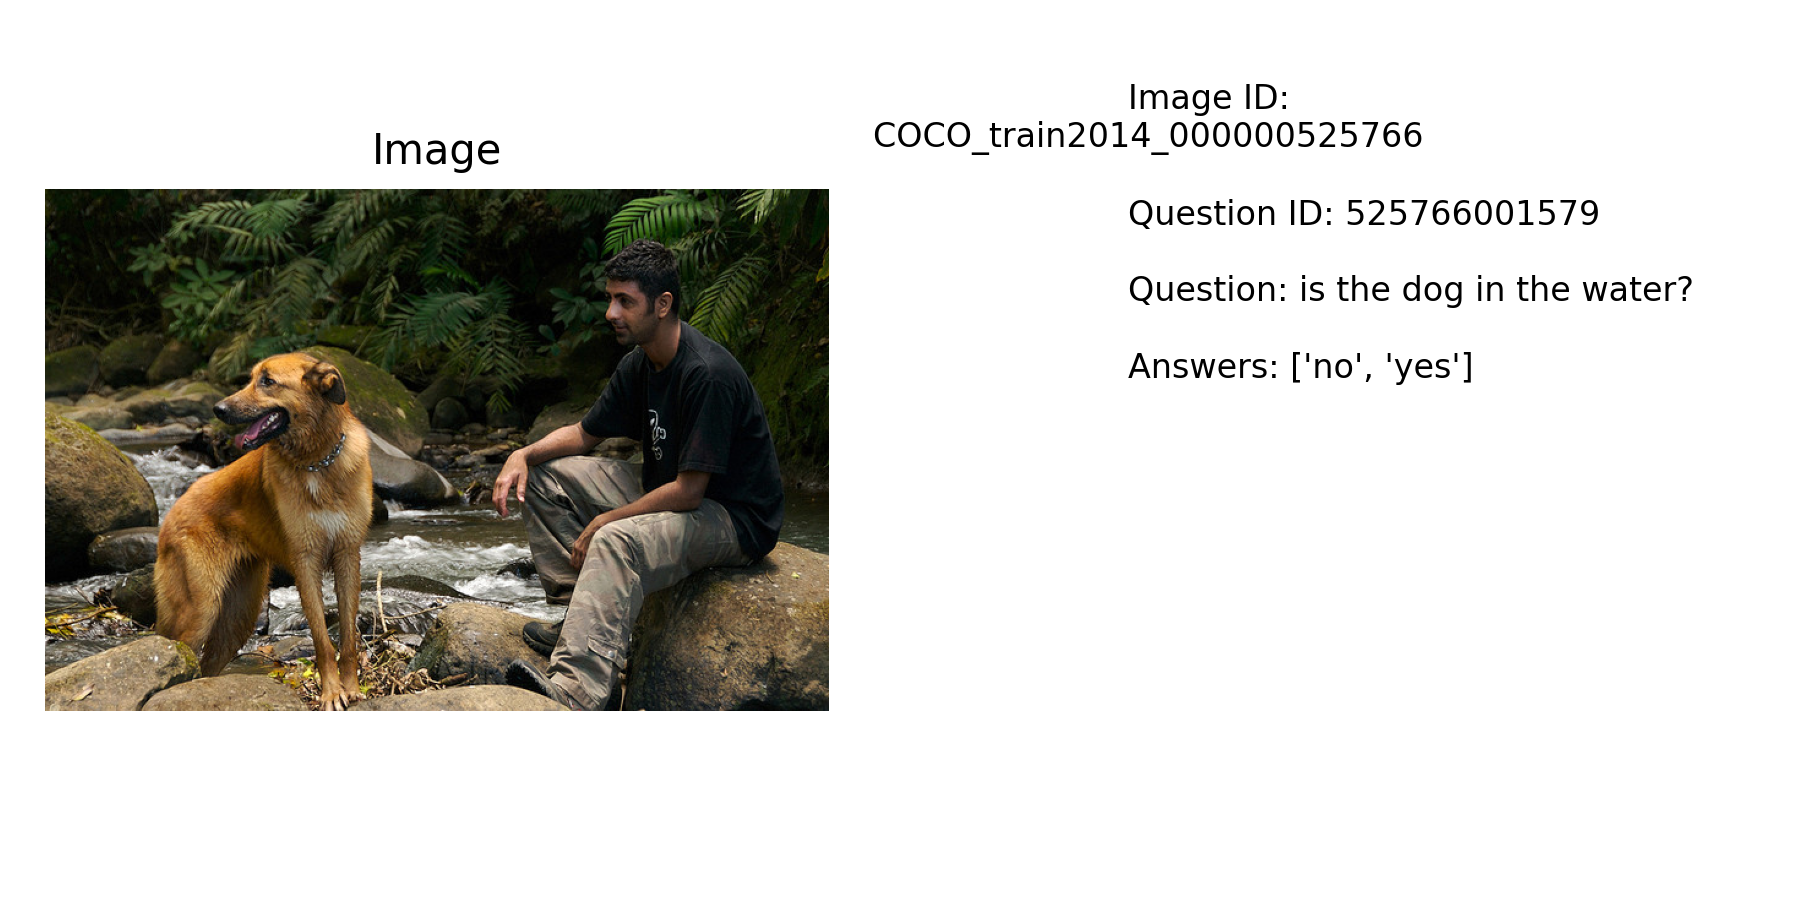 Image
Image ID:
COCO_train2014_000000525766
Question ID: 525766001579
Question: is the dog in the water?
Answers: ['no', 'yes']